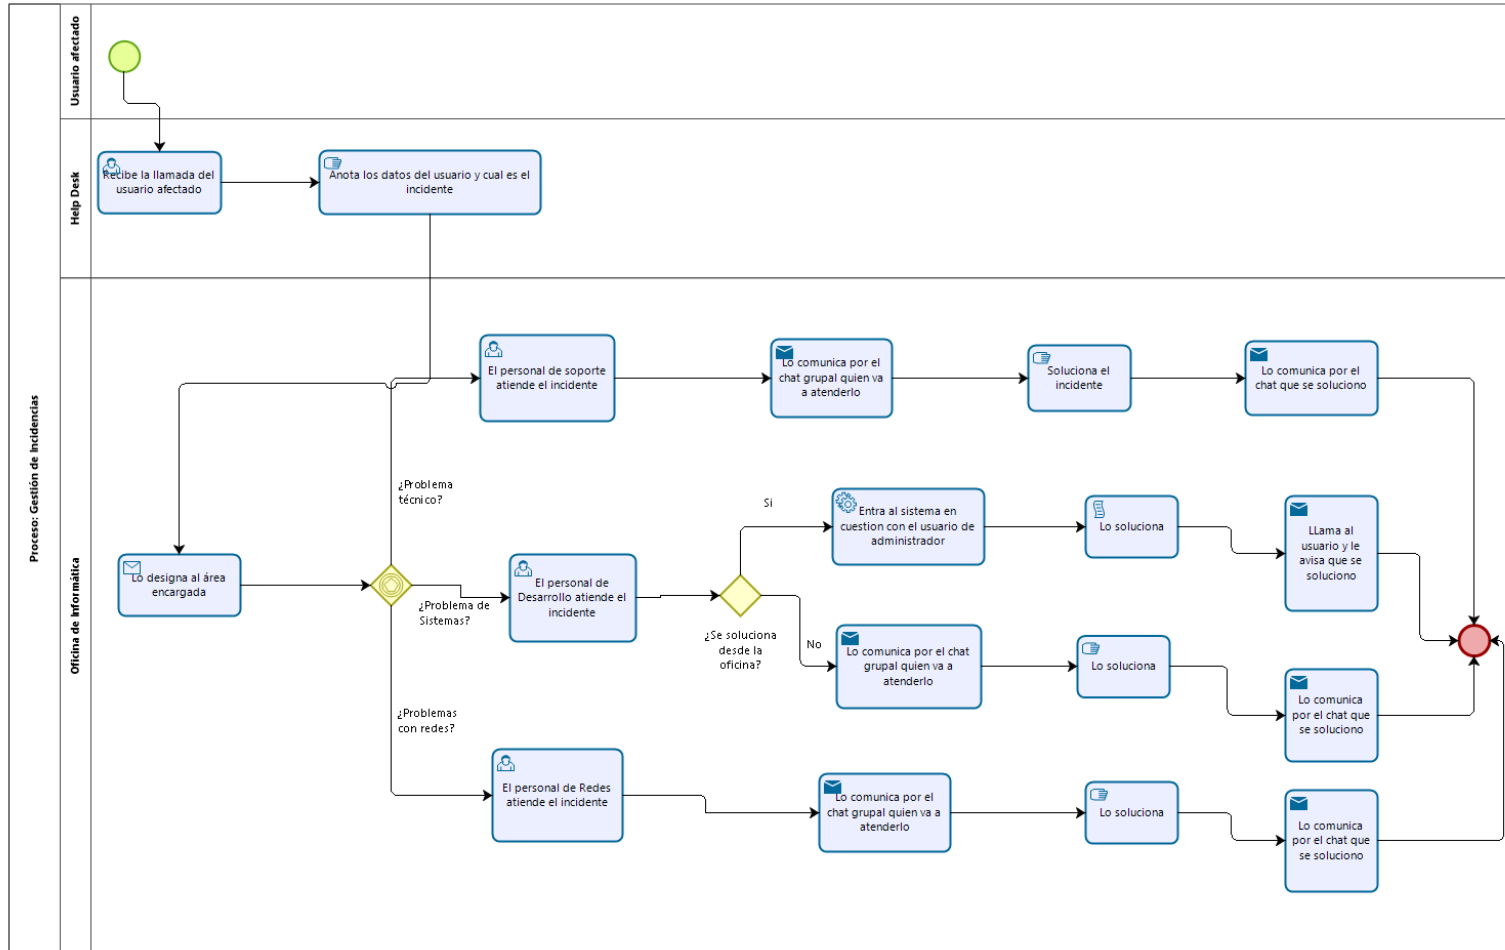 Proceso: Gestión de Incidencias
Usuario afectado
Help Desk
Recibe la llamada del
usuario afectado
Anota los datos del usuario y cual es el
incidente
Oficina de Informática
El personal de soporte
atiende el incidente
Lo comunica por el
chat grupal quien va
a atenderlo
Soluciona el
incidente
Lo comunica por el
chat que se soluciono
¿Problema
técnico?
Lo designa al área
encargada
¿Problema de
Sistemas?
El personal de
Desarrollo atiende el
incidente
¿Se soluciona
desde la
oficina?
Si
Entra al sistema en
cuestion con el usuario de
administrador
Lo soluciona
LLama al
usuario y le
avisa que se
soluciono
No
Lo comunica por el chat
grupal quien va a
atenderlo
Lo soluciona
Lo comunica
por el chat que
se soluciono
¿Problemas
con redes?
El personal de Redes
atiende el incidente
Lo comunica por el
chat grupal quien va a
atenderlo
Lo soluciona
Lo comunica
por el chat que
se soluciono